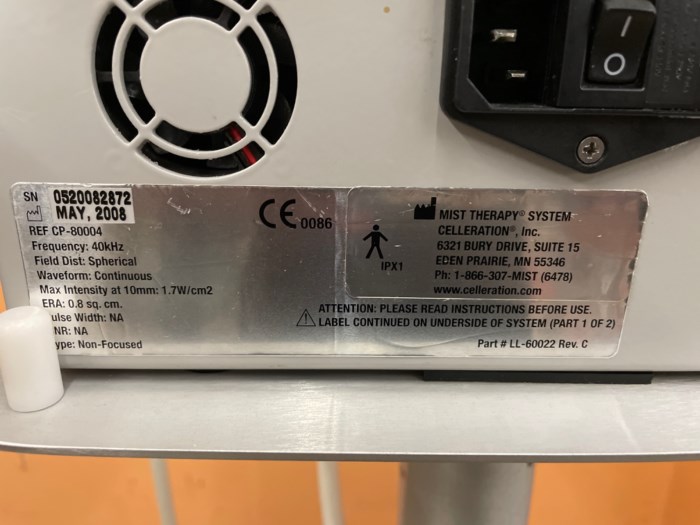 SN 0520082872
MAY, 2008
REF CP-80004
Frequency: 40kHz
Field Dist: Spherical
Waveform: Continuous
Max Intensity at 10mm: 1.7W/cm2
ERA: 0.8 sq. cm.
ulse Width: NA
NR: NA
ype: Non-Focused
CE 0086
IPX1
MIST THERAPY® SYSTEM
CELLERATION®, Inc.
6321 BURY DRIVE, SUITE 15
EDEN PRAIRIE, MN 55346
Ph: 1-866-307-MIST (6478)
www.celleration.com
ATTENTION: PLEASE READ INSTRUCTIONS BEFORE USE.
LABEL CONTINUED ON UNDERSIDE OF SYSTEM (PART 1 OF 2)
Part # LL-60022 Rev. C